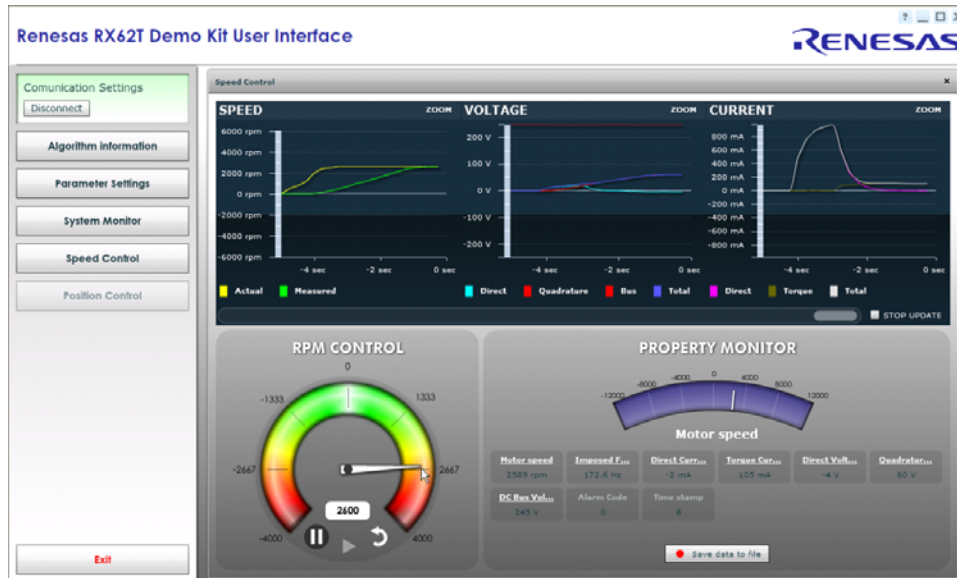 Renesas RX62T Demo Kit User Interface
RENESAS
Comunication Settings
Disconnect
Algorithm information
Parameter Settings
System Monitor
Speed Control
Position Control
Exit
Speed Control
SPEED ZOOM
6000 rpm
4000 rpm
2000 rpm
0 rpm
-2000 rpm
-4000 rpm
-6000 rpm
-4 sec -2 sec 0 sec
Actual Measured
VOLTAGE ZOOM
200 V
100 V
0 V
-100 V
-200 V
-4 sec -2 sec 0 sec
Direct Quadrature Bus Total
CURRENT ZOOM
800 mA
600 mA
400 mA
200 mA
0 mA
-200 mA
-400 mA
-600 mA
-800 mA
-4 sec -2 sec 0 sec
Direct Torque Total
STOP UPDATE
RPM CONTROL
0
-1333 1333
-2667 2667
-4000 4000
2600
PROPERTY MONITOR
-12000 -8000 -4000 0 4000 8000 12000
Motor speed
Motor speed Imposed F... Direct Curr... Torque Cur... Direct Volt... Quadratur...
2589 rpm 172.6 Hz -2 mA 105 mA -4 V 60 V
DC Bus Vol... Alarm Code Time stamp
245 V 0 8
Save data to file